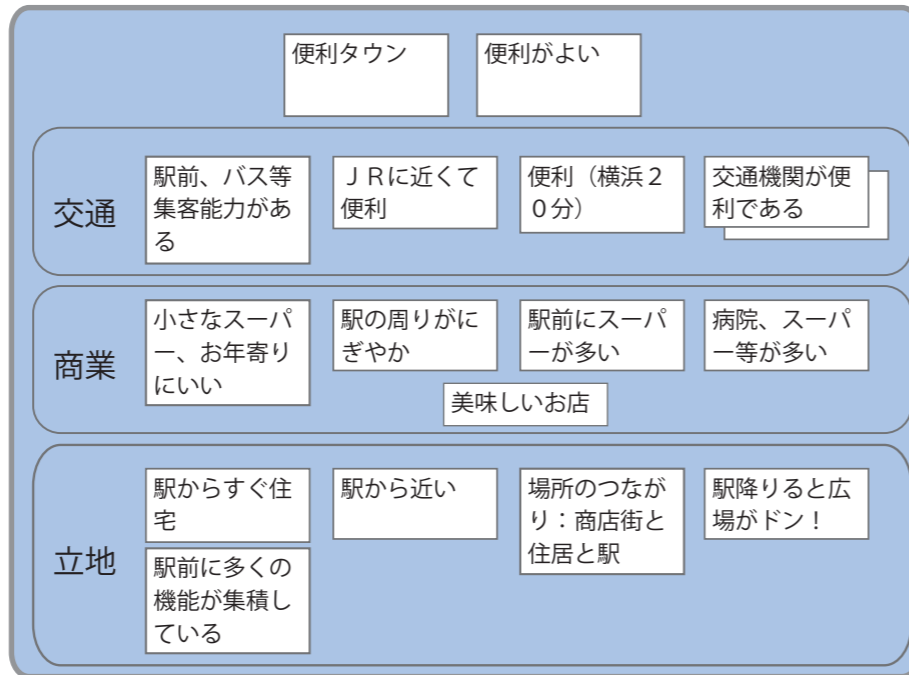 便利タウン
便利がよい
交通
駅前、バス等
集客能力があ
る
ＪＲに近くて
便利
便利（横浜２
０分）
交通機関が便
利である
商業
小さなスーパ
ー、お年寄り
にいい
駅の周りがに
ぎやか
駅前にスーパ
ーが多い
病院、スーパ
ー等が多い
美味しいお店
立地
駅からすぐ住
宅
駅から近い
場所のつなが
り：商店街と
住居と駅
駅降りると広
場がドン！
駅前に多くの
機能が集積し
ている